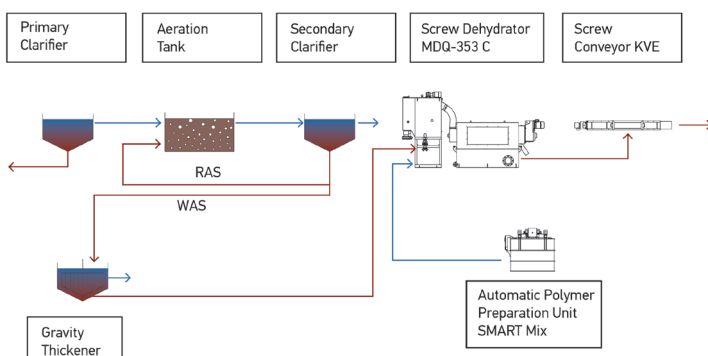 Primary
Clarifier
Aeration
Tank
Secondary
Clarifier
Screw Dehydrator
MDQ-353 C
Screw
Conveyor KVE
RAS
WAS
Automatic Polymer
Preparation Unit
SMART Mix
Gravity
Thickener